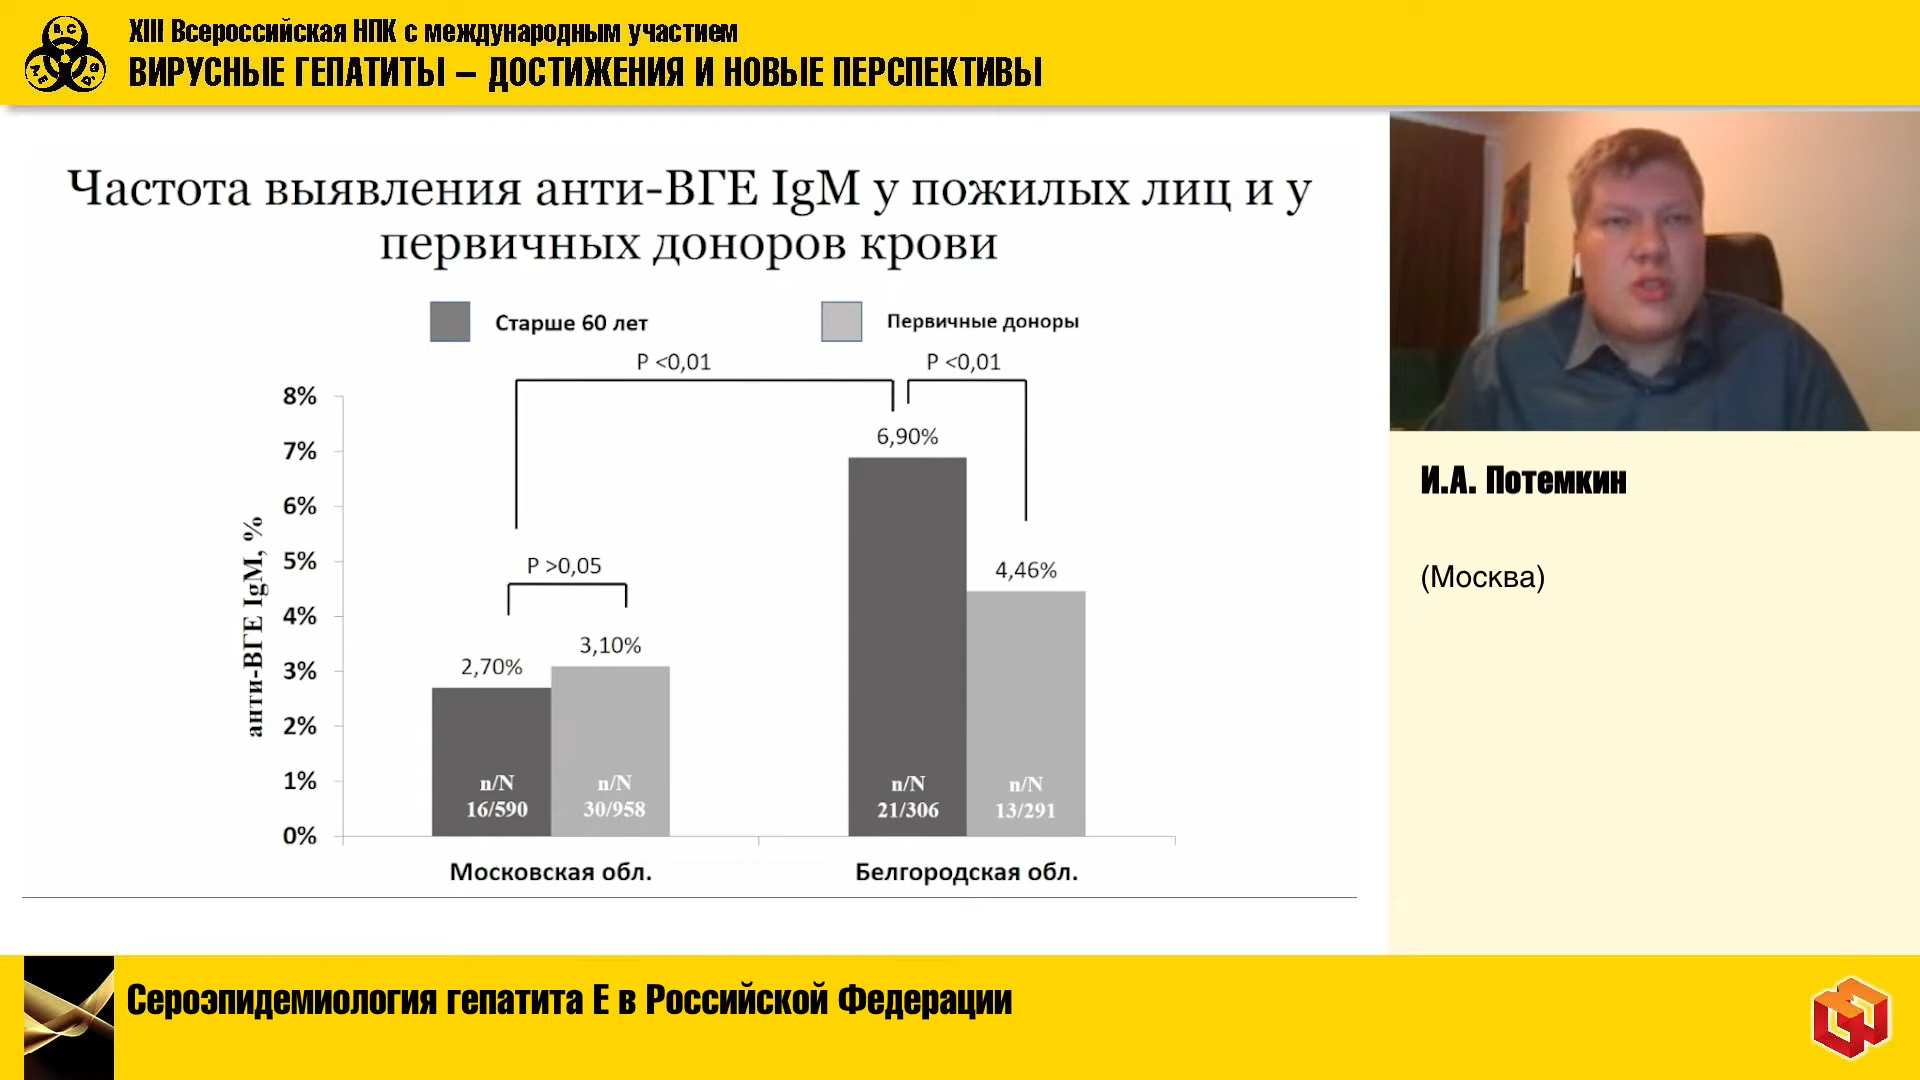 XIII Всероссийская НПК с международным участием
ВИРУСНЫЕ ГЕПАТИТЫ – ДОСТИЖЕНИЯ И НОВЫЕ ПЕРСПЕКТИВЫ
Частота выявления анти-ВГЕ IgM у пожилых лиц и у
первичных доноров крови
Старше 60 лет
Первичные доноры
P <0,01
P <0,01
8%
7%
6%
5%
4%
3%
2%
1%
0%
анти-ВГЕ IgM, %
P >0,05
2,70%
3,10%
6,90%
4,46%
n/N
16/590
n/N
30/958
n/N
21/306
n/N
13/291
Московская обл.
Белгородская обл.
И.А. Потемкин
(Москва)
Сероэпидемиология гепатита Е в Российской Федерации